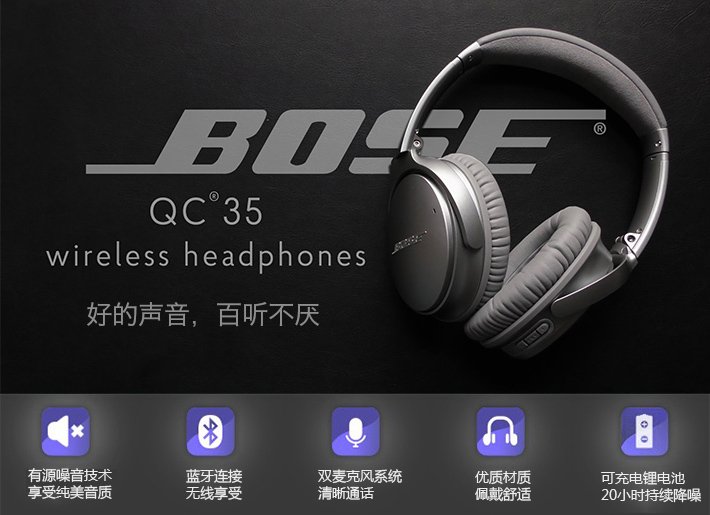 BOSE®
QC®35
wireless headphones
BOSE
好的声音，百听不厌
有源噪音技术
享受纯美音质
蓝牙连接
无线享受
双麦克风系统
清晰通话
优质材质
佩戴舒适
可充电锂电池
20小时持续降噪